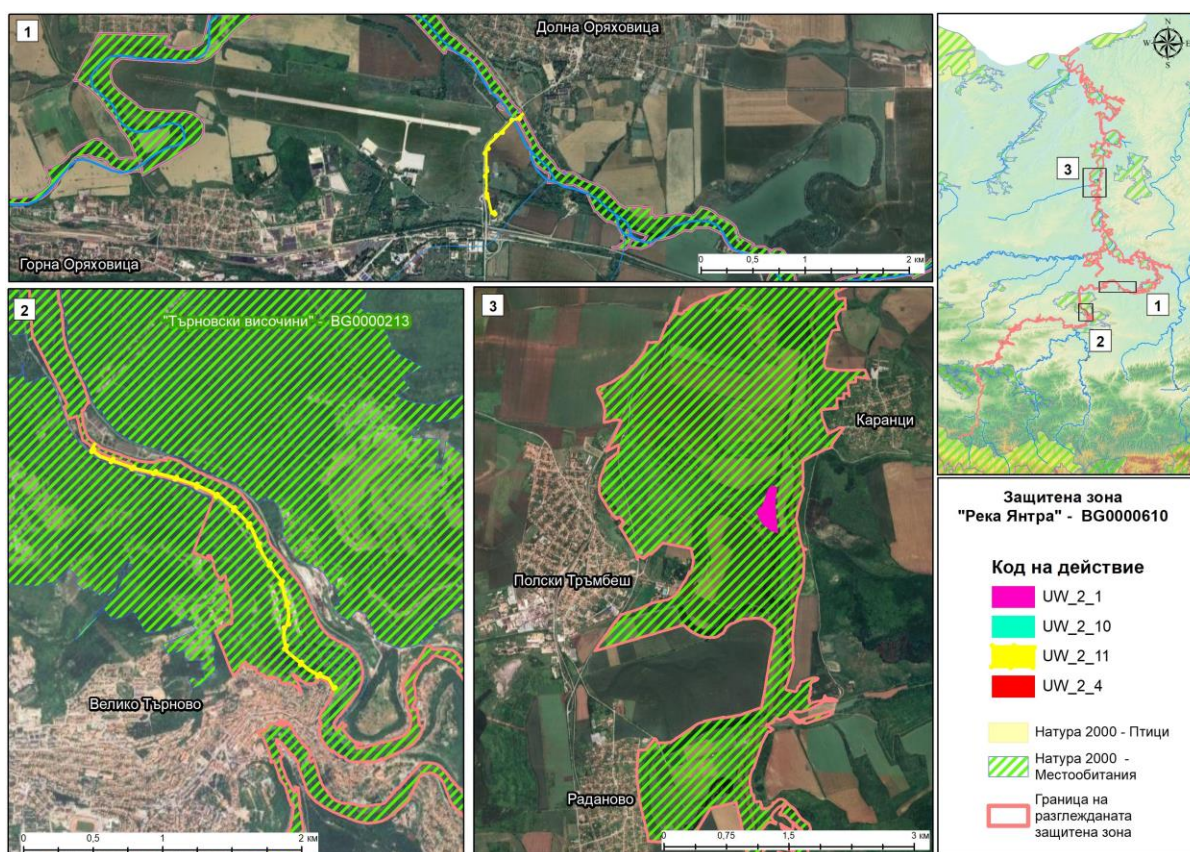 1
Долна Оряховица
Горна Оряховица
0 0,5 1 2 км
2
"Търновски височини" - BG0000213
Велико Търново
0 0,5 1 2 км
3
Каранци
Полски Тръмбеш
Раданово
0 0,75 1,5 3 км
N
W E
S
3
1
2
Защитена зона
"Река Янтра" - BG0000610
Код на действие
UW_2_1
UW_2_10
UW_2_11
UW_2_4
Натура 2000 - Птици
Натура 2000 -
Местообитания
Граница на
разглежданата
защитена зона